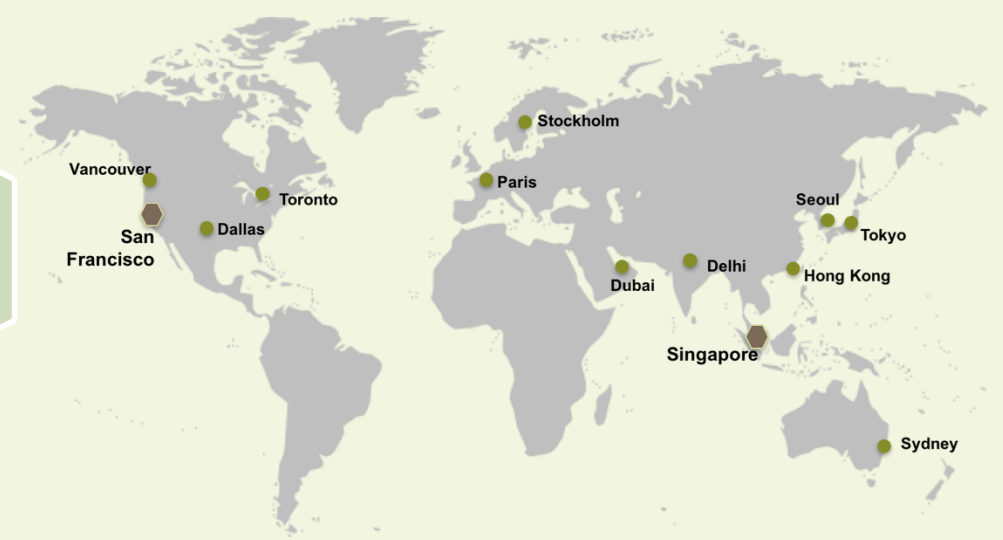 Stockholm
Vancouver
Paris
Toronto
Seoul
Dallas
San
Francisco
Tokyo
Delhi
Hong Kong
Dubai
Singapore
Sydney